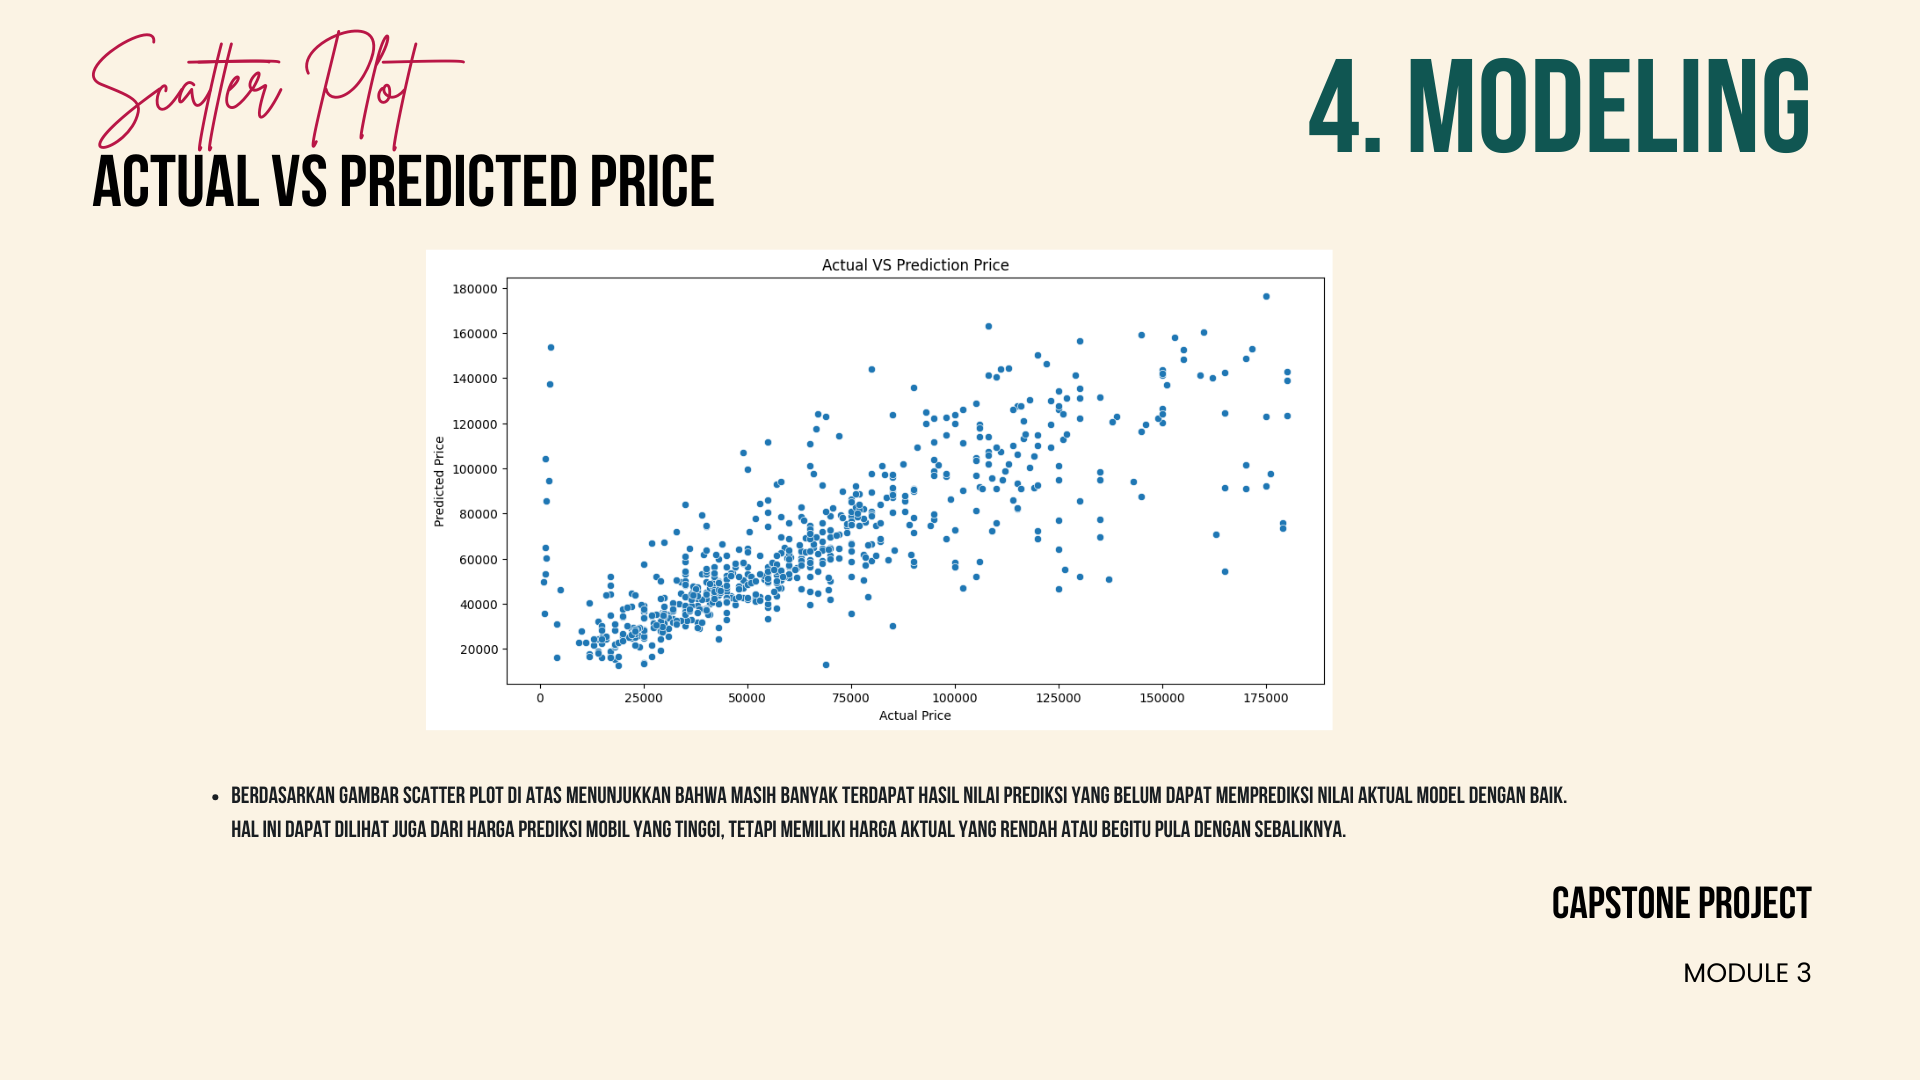 Scatter Plot
ACTUAL VS PREDICTED PRICE
4. MODELING
Actual VS Prediction Price
180000
160000
140000
120000
100000
80000
60000
40000
20000
Predicted Price
0 25000 50000 75000 100000 125000 150000 175000
Actual Price
• BERDASARKAN GAMBAR SCATTER PLOT DI ATAS MENUNJUKKAN BAHWA MASIH BANYAK TERDAPAT HASIL NILAI PREDIKSI YANG BELUM DAPAT MEMPREDIKSI NILAI AKTUAL MODEL DENGAN BAIK.
HAL INI DAPAT DILIHAT JUGA DARI HARGA PREDIKSI MOBIL YANG TINGGI, TETAPI MEMILIKI HARGA AKTUAL YANG RENDAH ATAU BEGITU PULA DENGAN SEBALIKNYA.
CAPSTONE PROJECT
MODULE 3